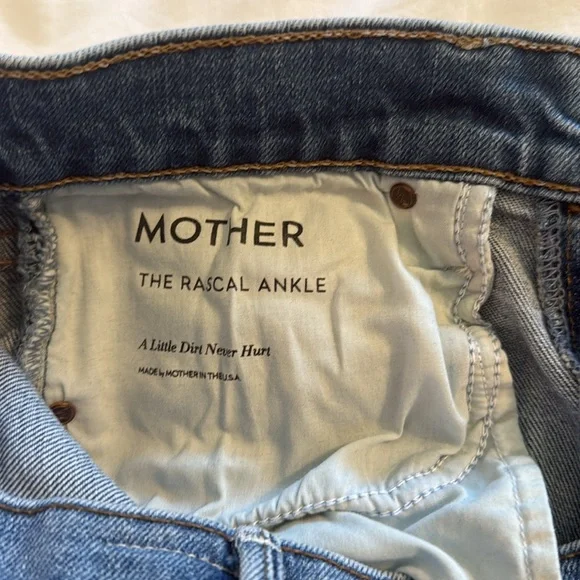 MOTHER
THE RASCAL ANKLE
A Little Dirt Never Hurt
MADE by MOTHER IN THE U.S.A.